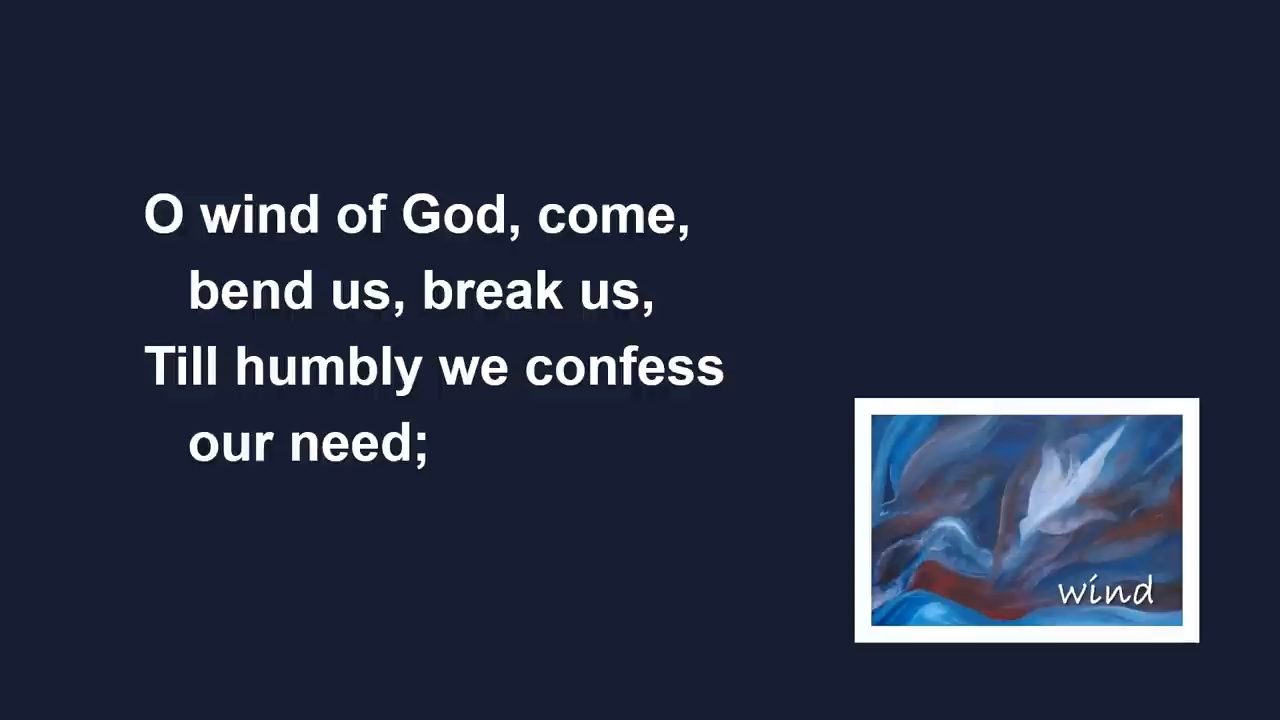 O wind of God, come,
bend us, break us,
Till humbly we confess
our need;
wind